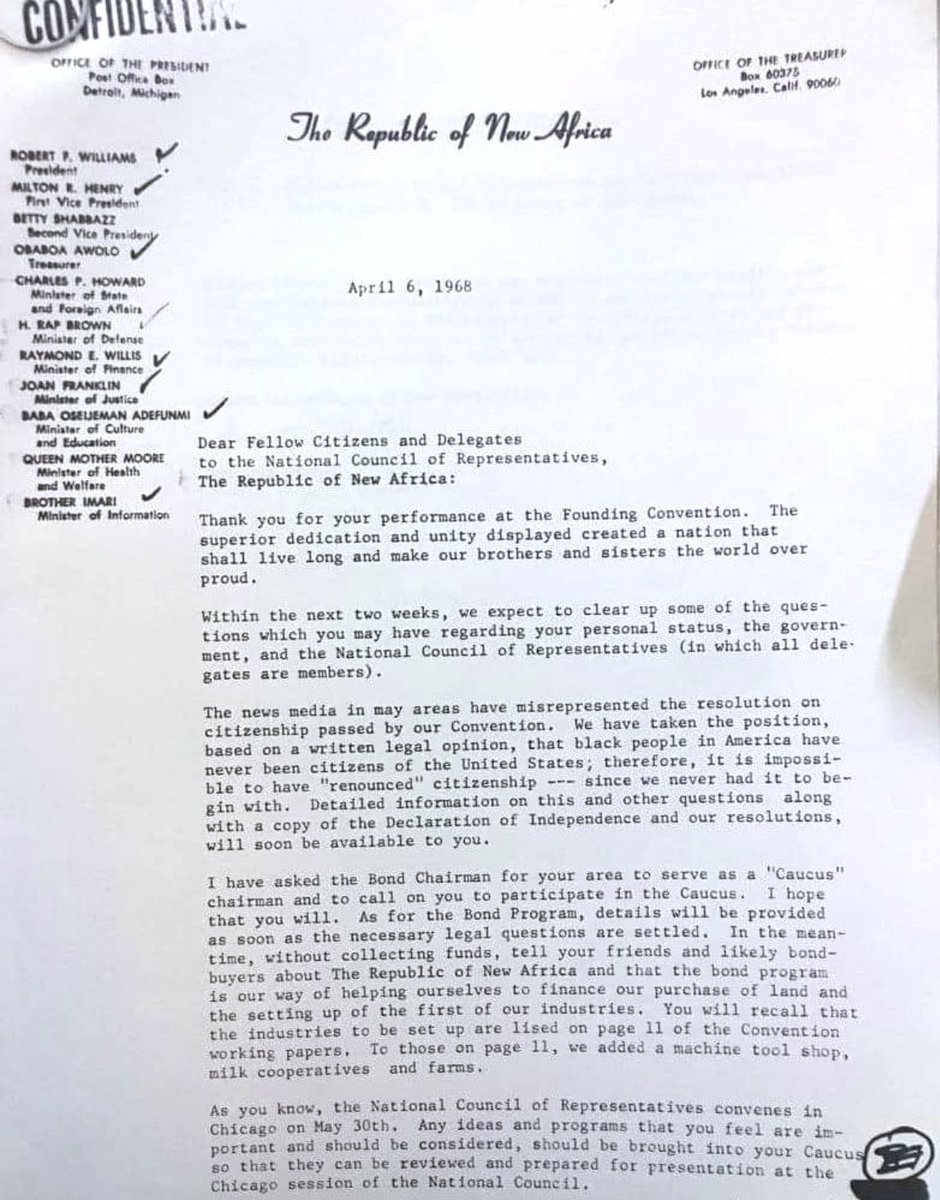 CONFIDENTIAL
OFFICE OF THE PRESIDENT
Post Office Box
Detroit, Michigan
OFFICE OF THE TREASURER
Box 60375
Los Angeles, Calif. 90060
The Republic of New Africa
ROBERT P. WILLIAMS
President
MILTON R. HENRY
First Vice President
BETTY SHABBAZZ
Second Vice President
OBABOA AWOLO
Treasurer
CHARLES P. HOWARD
Minister of State
and Foreign Affairs
H. RAP BROWN
Minister of Defense
RAYMOND E. WILLIS
Minister of Finance
JOAN FRANKLIN
Minister of Justice
BABA OSEIJEMAN ADEFUNMI
Minister of Culture
and Education
QUEEN MOTHER MOORE
Minister of Health
and Welfare
BROTHER IMARI
Minister of Information
April 6, 1968
Dear Fellow Citizens and Delegates
to the National Council of Representatives,
The Republic of New Africa:
Thank you for your performance at the Founding Convention. The
superior dedication and unity displayed created a nation that
shall live long and make our brothers and sisters the world over
proud.
Within the next two weeks, we expect to clear up some of the ques-
tions which you may have regarding your personal status, the govern-
ment, and the National Council of Representatives (in which all dele-
gates are members).
The news media in may areas have misrepresented the resolution on
citizenship passed by our Convention. We have taken the position,
based on a written legal opinion, that black people in America have
never been citizens of the United States; therefore, it is impossi-
ble to have "renounced" citizenship --- since we never had it to be-
gin with. Detailed information on this and other questions along
with a copy of the Declaration of Independence and our resolutions,
will soon be available to you.
I have asked the Bond Chairman for your area to serve as a "Caucus"
chairman and to call on you to participate in the Caucus. I hope
that you will. As for the Bond Program, details will be provided
as soon as the necessary legal questions are settled. In the mean-
time, without collecting funds, tell your friends and likely bond-
buyers about The Republic of New Africa and that the bond program
is our way of helping ourselves to finance our purchase of land and
the setting up of the first of our industries. You will recall that
the industries to be set up are lised on page 11 of the Convention
working papers. To those on page 11, we added a machine tool shop,
milk cooperatives and farms.
As you know, the National Council of Representatives convenes in
Chicago on May 30th. Any ideas and programs that you feel are im-
portant and should be considered, should be brought into your Caucus
so that they can be reviewed and prepared for presentation at the
Chicago session of the National Council.